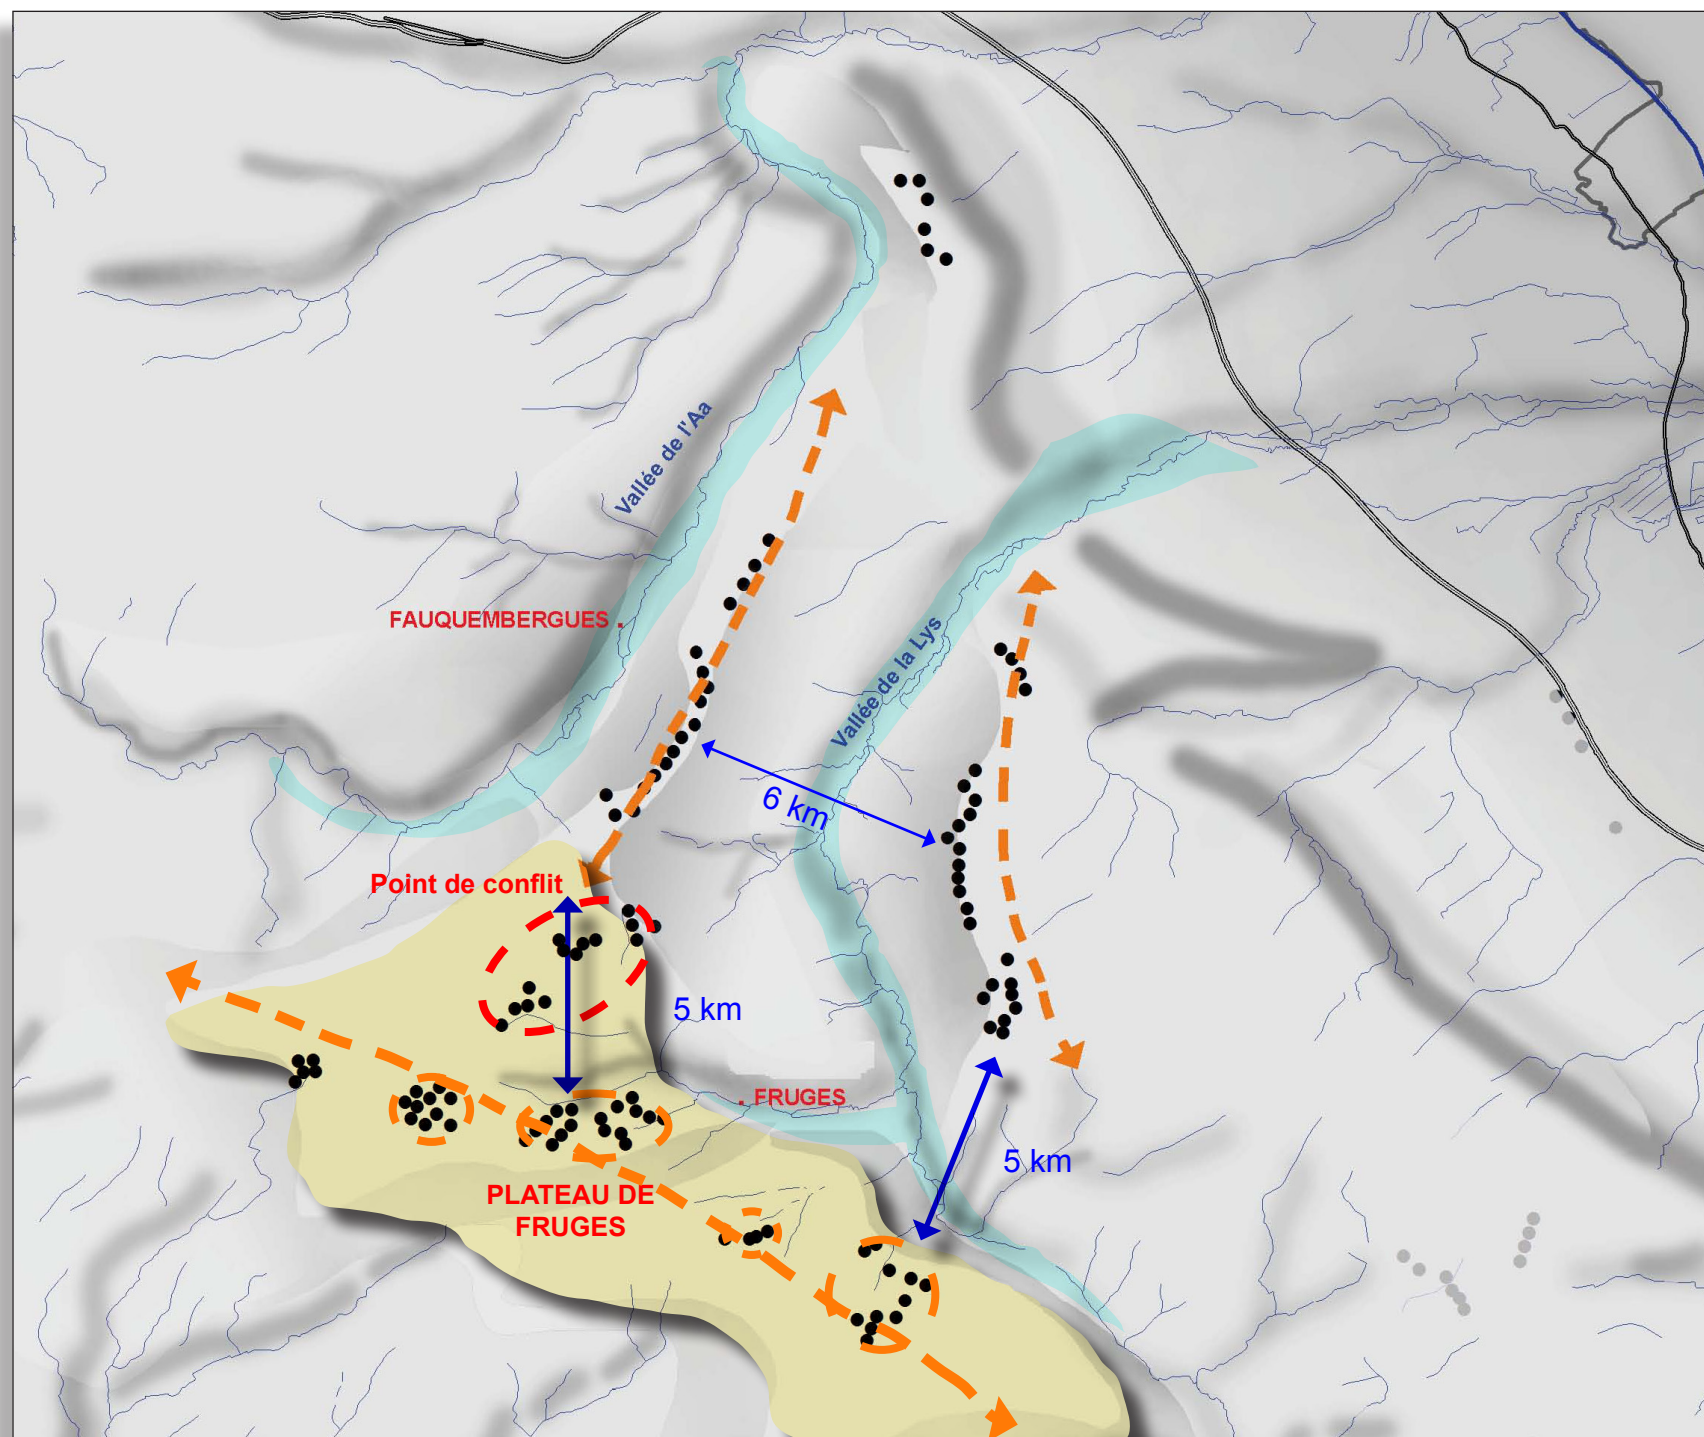 Vallée de l'Aa
FAUQUEMBERGUES .
Vallée de la Lys
6 km
Point de conflit
5 km
. FRUGES
5 km
PLATEAU DE
FRUGES